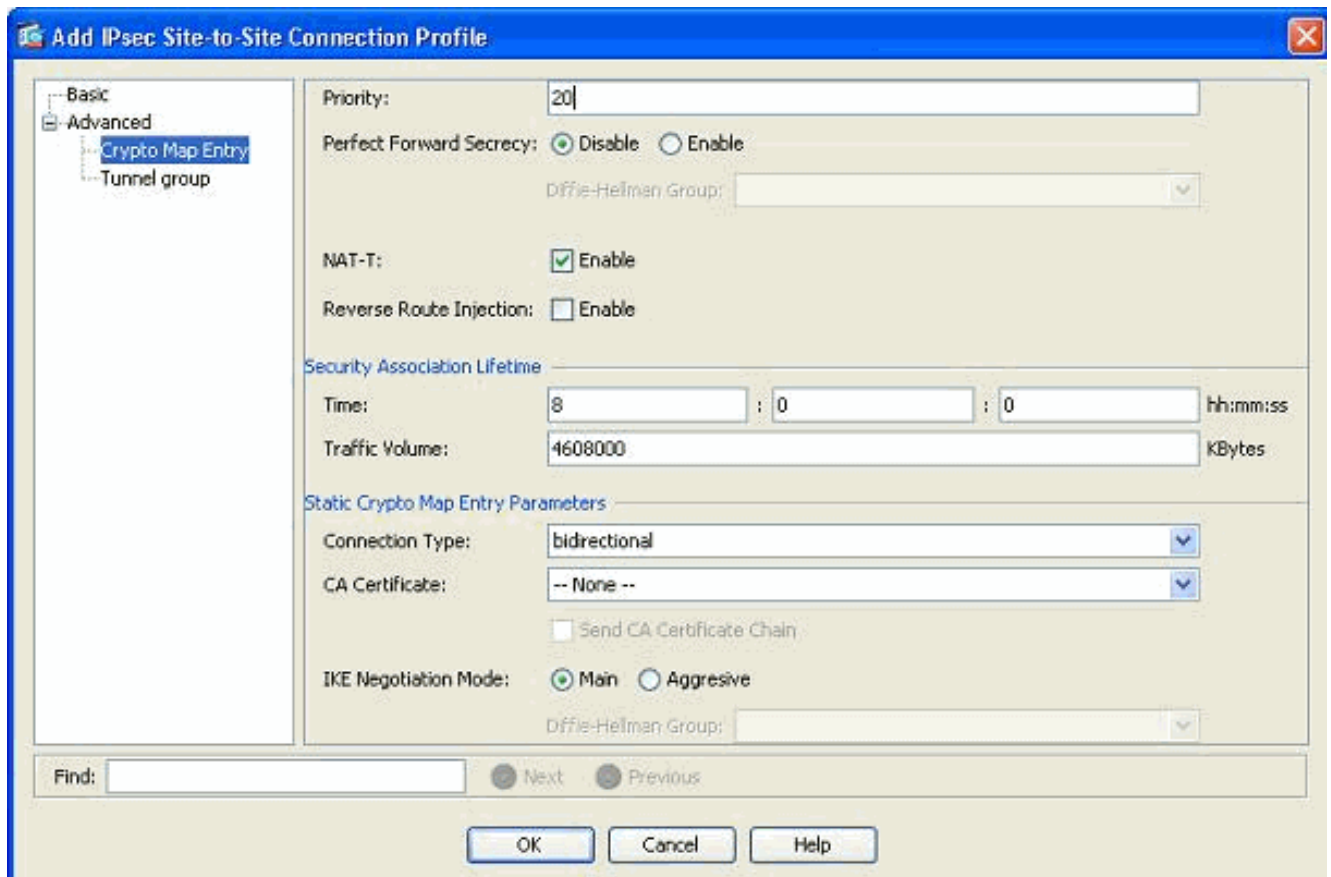 Add IPsec Site-to-Site Connection Profile
Basic
Advanced
Crypto Map Entry
Tunnel group
Priority: 20
Perfect Forward Secrecy: Disable Enable
Diffie-Hellman Group:
NAT-T: Enable
Reverse Route Injection: Enable
Security Association Lifetime
Time: 8 : 0 : 0 hh:mm:ss
Traffic Volume: 4608000 KBytes
Static Crypto Map Entry Parameters
Connection Type: bidirectional
CA Certificate: -- None --
Send CA Certificate Chain
IKE Negotiation Mode: Main Aggresive
Diffie-Hellman Group:
Find: Next Previous
OK Cancel Help